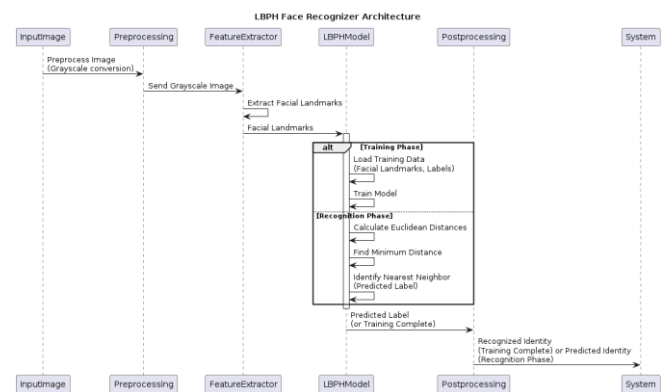 LBPH Face Recognizer Architecture
InputImage
Preprocessing
FeatureExtractor
LBPHModel
Postprocessing
System
Preprocess Image
(Grayscale conversion)
Send Grayscale Image
Extract Facial Landmarks
Facial Landmarks
alt
[Training Phase]
Load Training Data
(Facial Landmarks, Labels)
Train Model
[Recognition Phase]
Calculate Euclidean Distances
Find Minimum Distance
Identify Nearest Neighbor
(Predicted Label)
Predicted Label
(or Training Complete)
Recognized Identity
(Training Complete) or Predicted Identity
(Recognition Phase)
InputImage
Preprocessing
FeatureExtractor
LBPHModel
Postprocessing
System